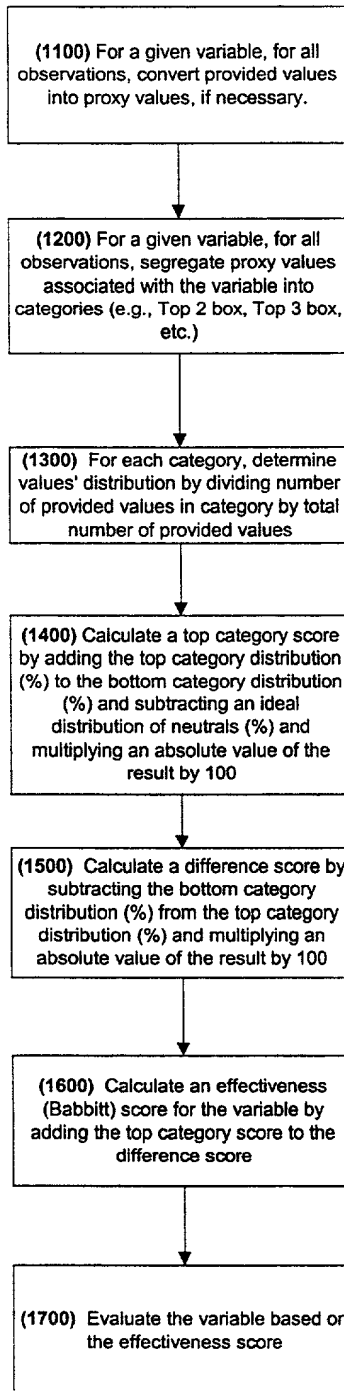 (1100) For a given variable, for all
observations, convert provided values
into proxy values, if necessary.
(1200) For a given variable, for all
observations, segregate proxy values
associated with the variable into
categories (e.g., Top 2 box, Top 3 box,
etc.)
(1300) For each category, determine
values' distribution by dividing number
of provided values in category by total
number of provided values
(1400) Calculate a top category score
by adding the top category distribution
(%) to the bottom category distribution
(%) and subtracting an ideal
distribution of neutrals (%) and
multiplying an absolute value of the
result by 100
(1500) Calculate a difference score by
subtracting the bottom category
distribution (%) from the top category
distribution (%) and multiplying an
absolute value of the result by 100
(1600) Calculate an effectiveness
(Babbitt) score for the variable by
adding the top category score to the
difference score
(1700) Evaluate the variable based on
the effectiveness score